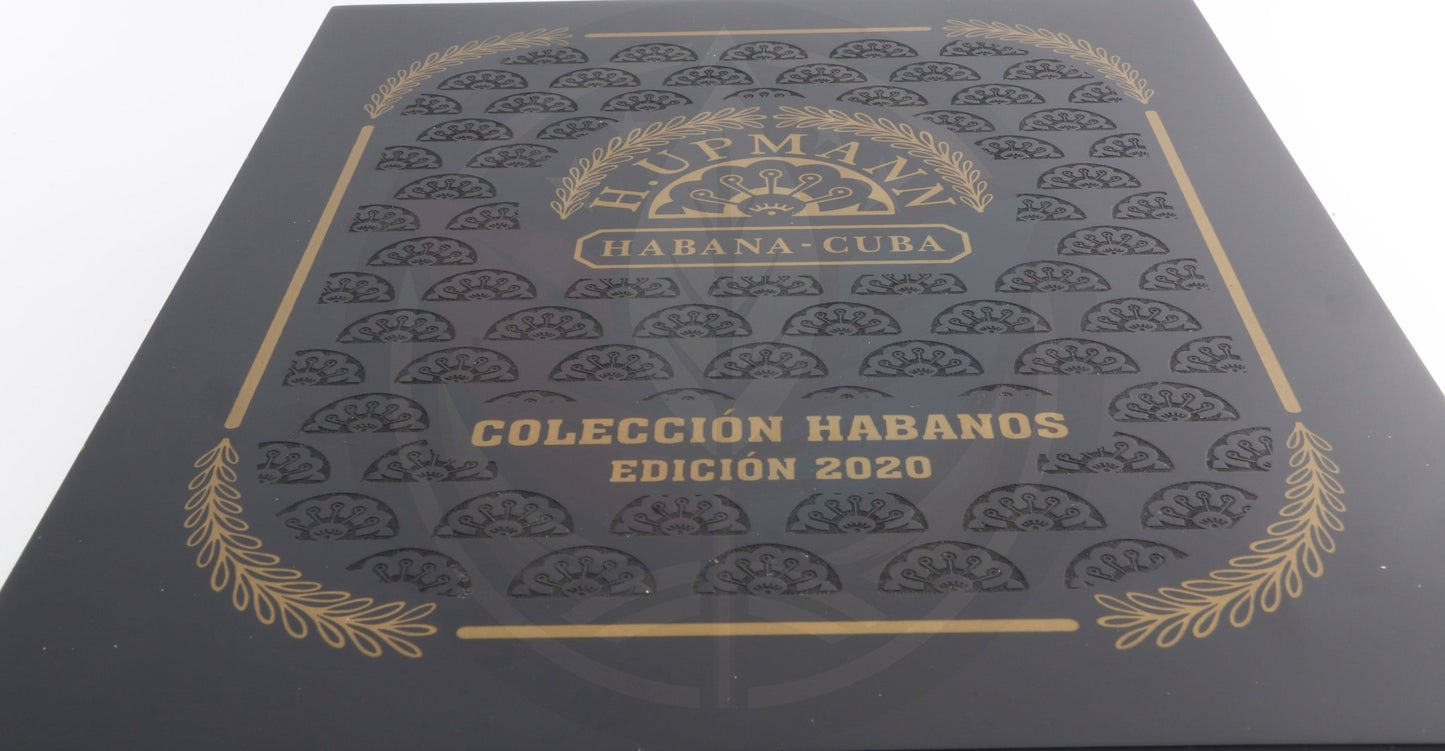 H. UPMANN
HABANA-CUBA
COLECCIÓN HABANOS
EDICIÓN 2020